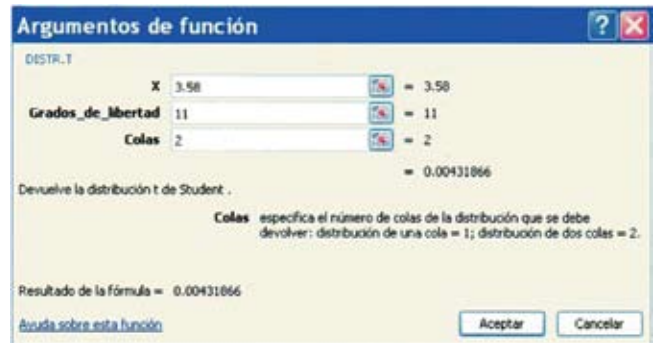 Argumentos de función
DISTR.T
X 3.58 = 3.58
Grados_de_libertad 11 = 11
Colas 2 = 2
= 0.00431866
Devuelve la distribución t de Student .
Colas especifica el número de colas de la distribución que se debe
devolver: distribución de una cola = 1; distribución de dos colas = 2.
Resultado de la fórmula = 0.00431866
Ayuda sobre esta función Aceptar Cancelar